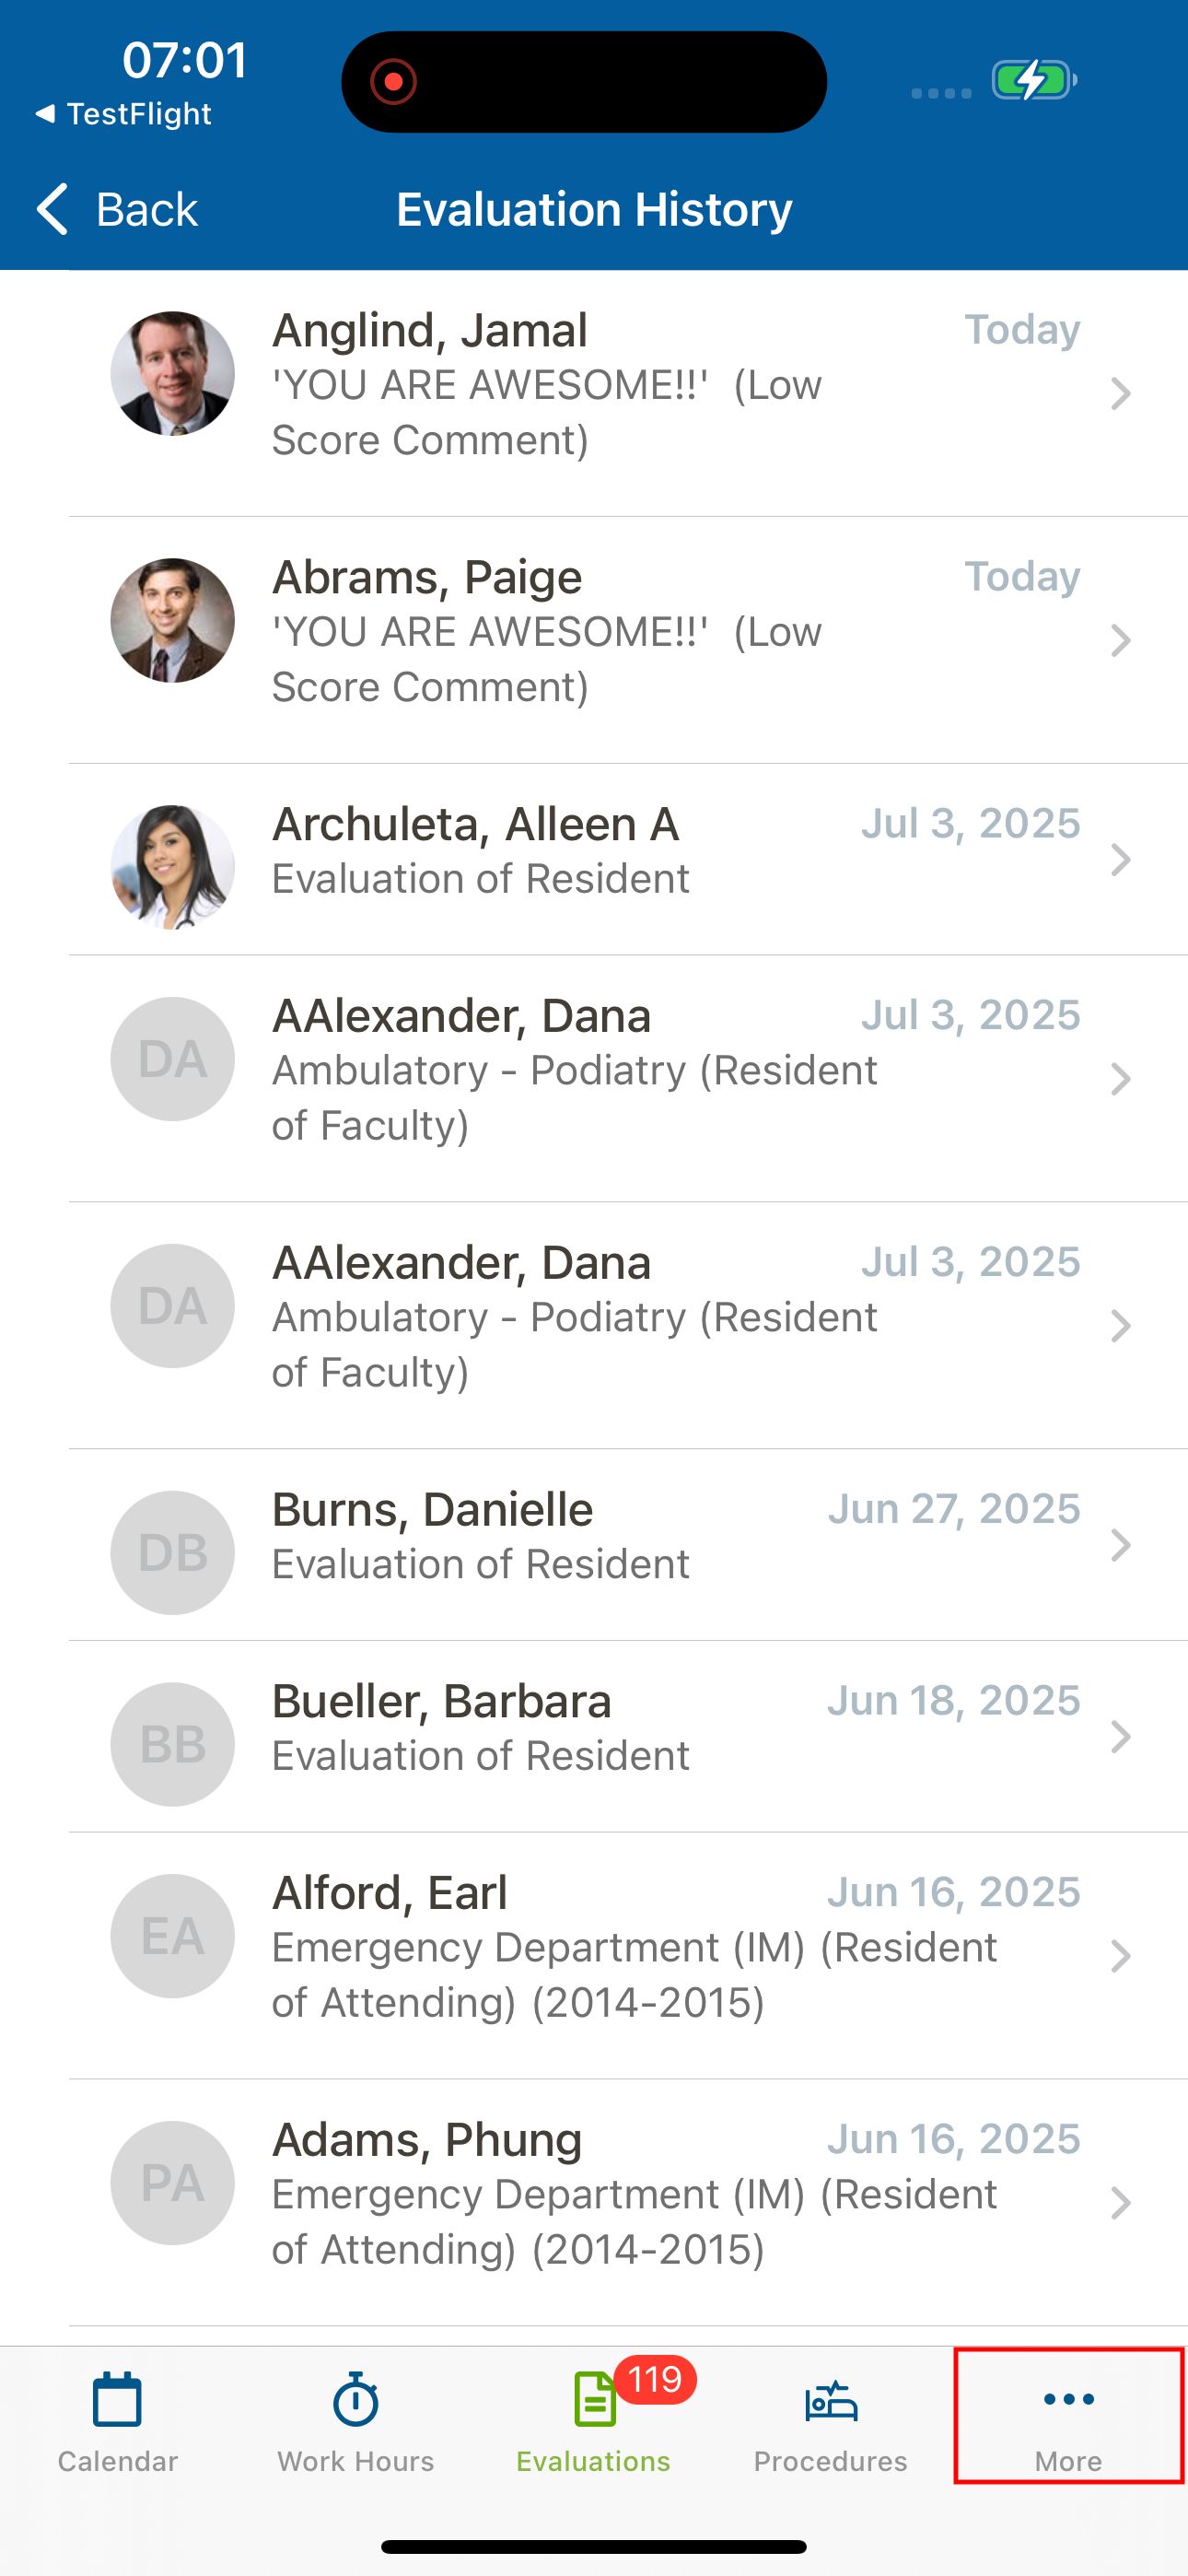 07:01
◀ TestFlight
Back
Evaluation History
Anglind, Jamal
Today
'YOU ARE AWESOME!!'  (Low
Score Comment)
Abrams, Paige
Today
'YOU ARE AWESOME!!'  (Low
Score Comment)
Archuleta, Alleen A
Jul 3, 2025
Evaluation of Resident
DA
AAlexander, Dana
Jul 3, 2025
Ambulatory - Podiatry (Resident
of Faculty)
DA
AAlexander, Dana
Jul 3, 2025
Ambulatory - Podiatry (Resident
of Faculty)
DB
Burns, Danielle
Jun 27, 2025
Evaluation of Resident
BB
Bueller, Barbara
Jun 18, 2025
Evaluation of Resident
EA
Alford, Earl
Jun 16, 2025
Emergency Department (IM) (Resident
of Attending) (2014-2015)
PA
Adams, Phung
Jun 16, 2025
Emergency Department (IM) (Resident
of Attending) (2014-2015)
119
Calendar
Work Hours
Evaluations
Procedures
More